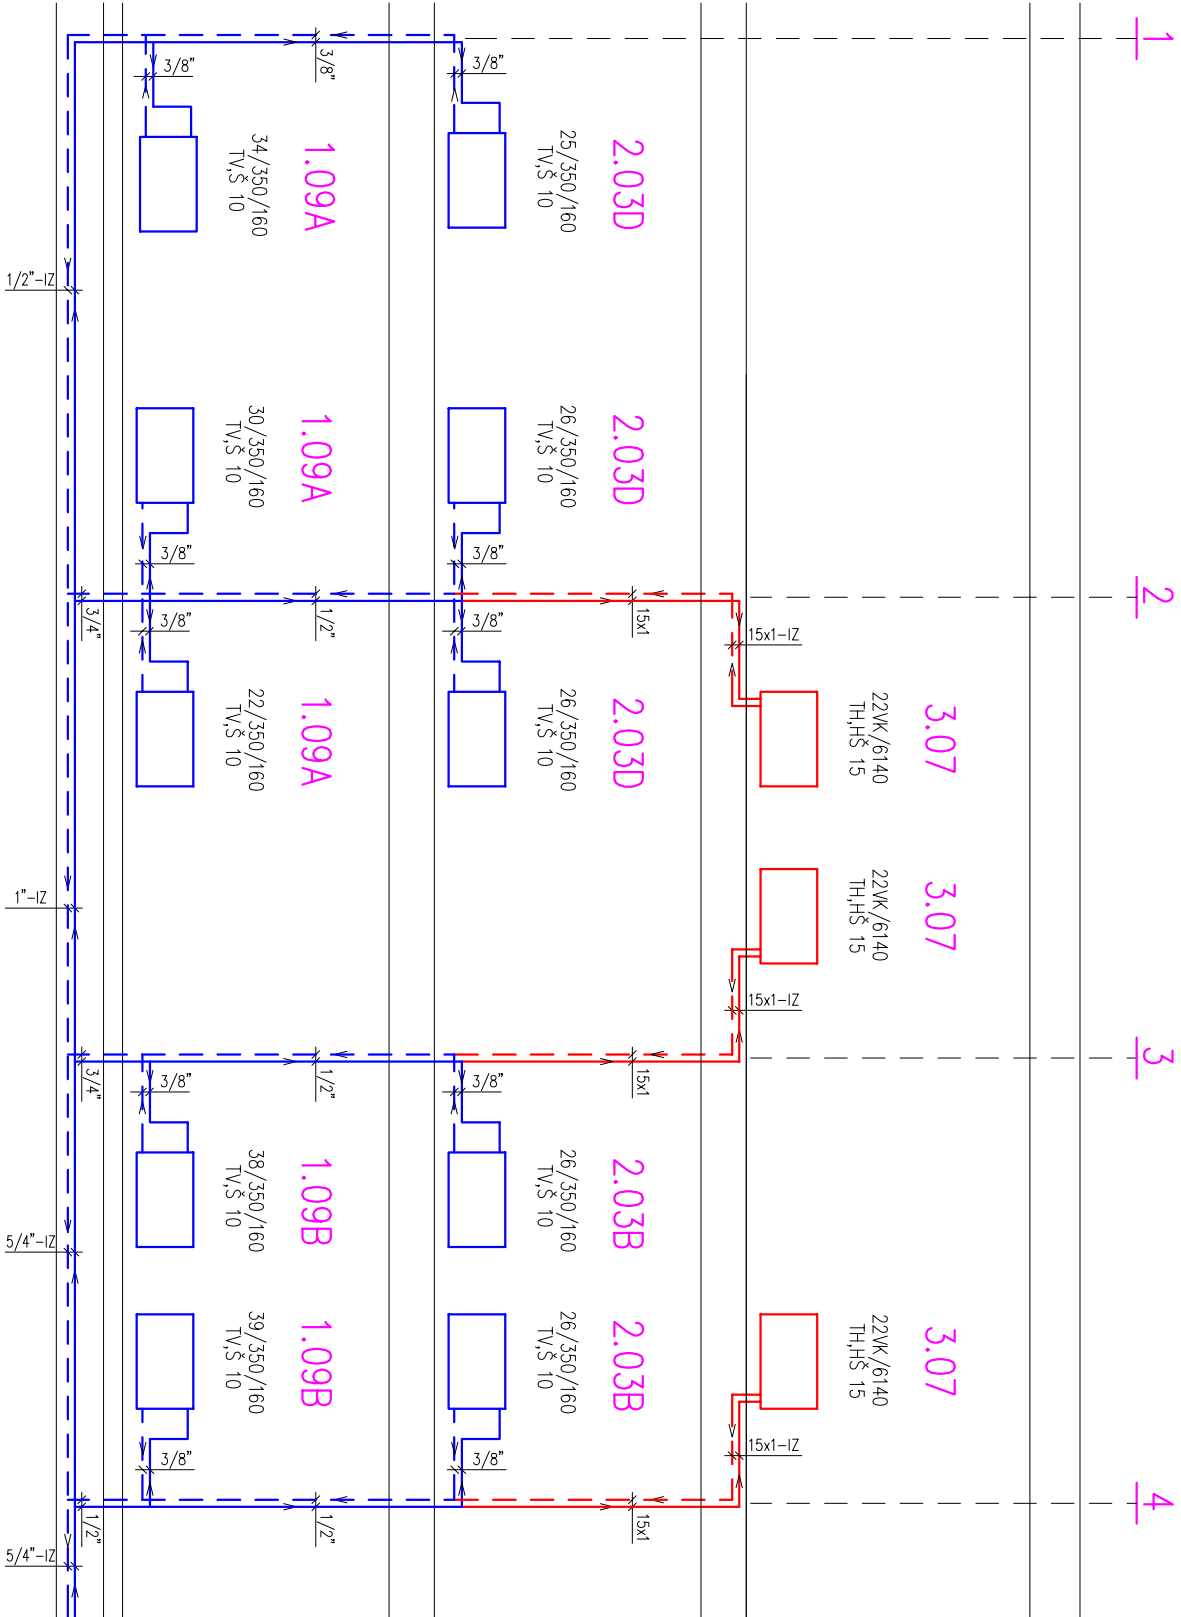 1
2
3
4
3.07
22VK/6140
TH,HŠ 15
3.07
22VK/6140
TH,HŠ 15
3.07
22VK/6140
TH,HŠ 15
15x1-IZ
15x1-IZ
15x1-IZ
15x1
15x1
15x1
2.03D
25/350/160
TV,Š 10
2.03D
26/350/160
TV,Š 10
2.03D
26/350/160
TV,Š 10
2.03B
26/350/160
TV,Š 10
2.03B
26/350/160
TV,Š 10
3/8"
3/8"
3/8"
3/8"
3/8"
3/8"
1/2"
1/2"
1/2"
1.09A
34/350/160
TV,Š 10
1.09A
30/350/160
TV,Š 10
1.09A
22/350/160
TV,Š 10
1.09B
38/350/160
TV,Š 10
1.09B
39/350/160
TV,Š 10
3/8"
3/8"
3/8"
3/8"
3/8"
3/4"
3/4"
1/2"
1/2"-IZ
1"-IZ
5/4"-IZ
5/4"-IZ